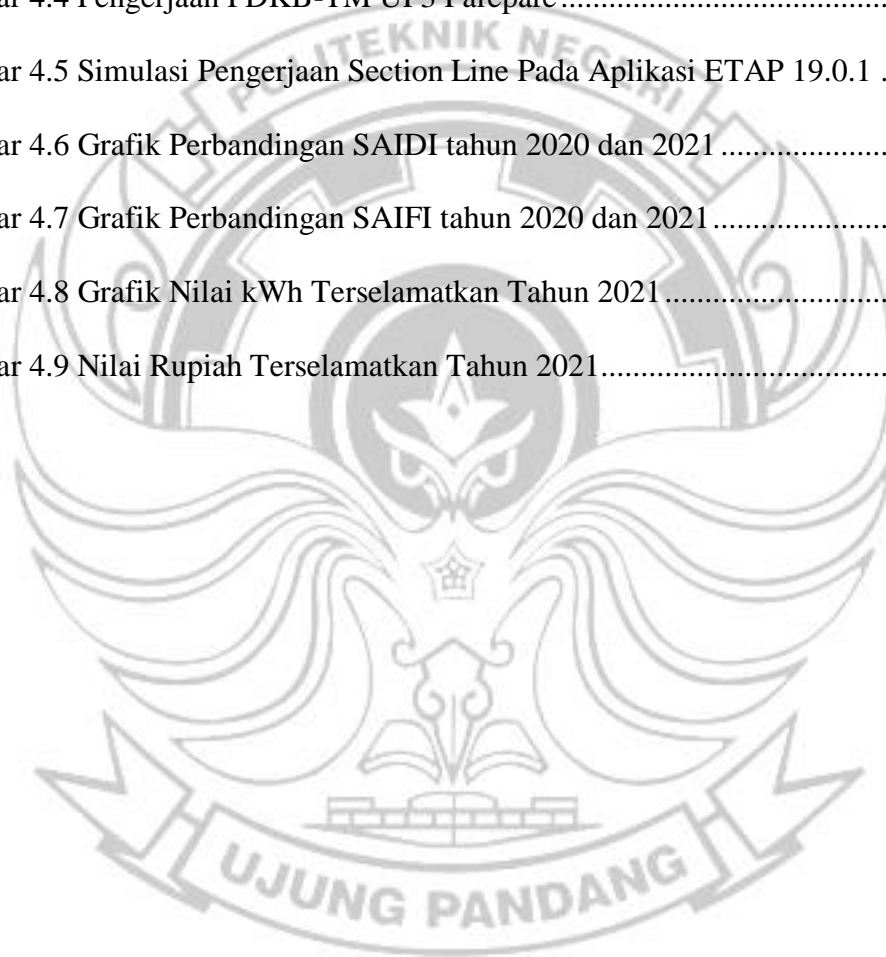 ar 4.4 Pengerjaan PDKB-TM UP3 Parepare ........................................
POLITEKNIK NEGERI
ar 4.5 Simulasi Pengerjaan Section Line Pada Aplikasi ETAP 19.0.1 .
ar 4.6 Grafik Perbandingan SAIDI tahun 2020 dan 2021 ....................
ar 4.7 Grafik Perbandingan SAIFI tahun 2020 dan 2021 .....................
ar 4.8 Grafik Nilai kWh Terselamatkan Tahun 2021 ...........................
ar 4.9 Nilai Rupiah Terselamatkan Tahun 2021 ...................................
UJUNG PANDANG